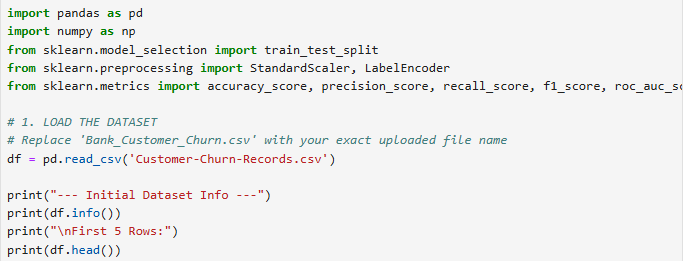 import pandas as pd
import numpy as np
from sklearn.model_selection import train_test_split
from sklearn.preprocessing import StandardScaler, LabelEncoder
from sklearn.metrics import accuracy_score, precision_score, recall_score, f1_score, roc_auc_sc
# 1. LOAD THE DATASET
# Replace 'Bank_Customer_Churn.csv' with your exact uploaded file name
df = pd.read_csv('Customer-Churn-Records.csv')
print("--- Initial Dataset Info ---")
print(df.info())
print("\nFirst 5 Rows:")
print(df.head())